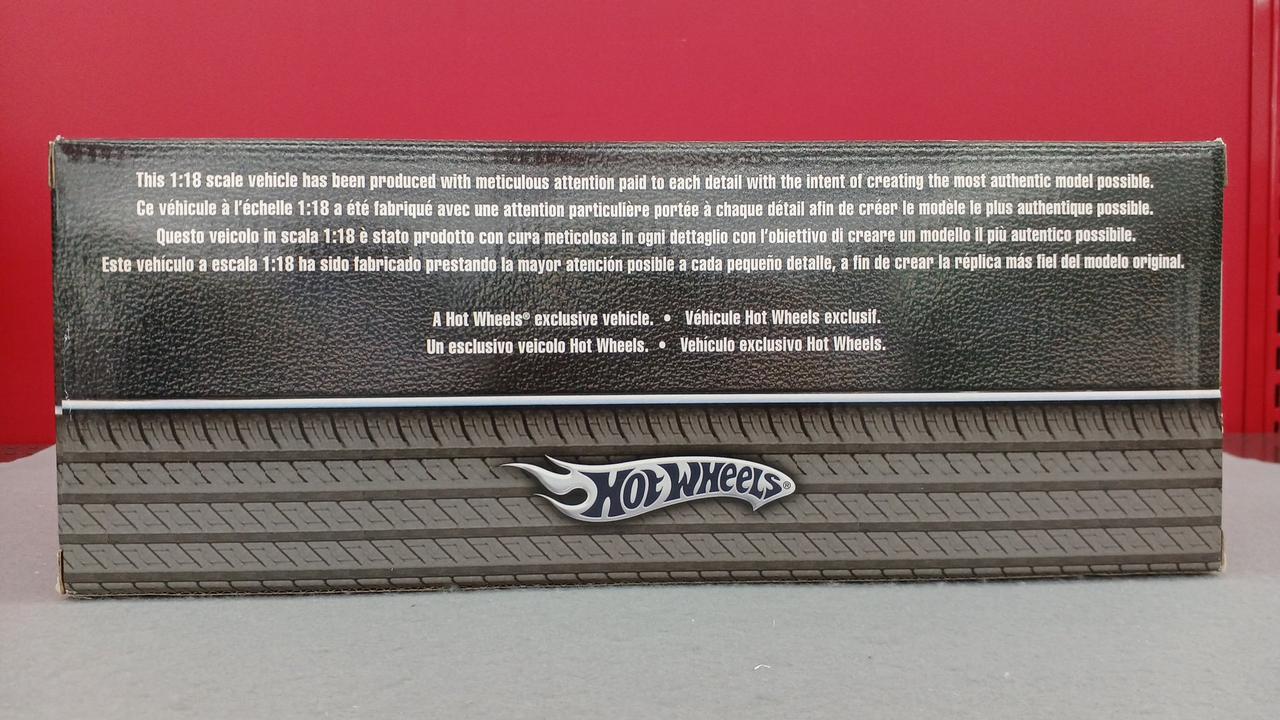 This 1:18 scale vehicle has been produced with meticulous attention paid to each detail with the intent of creating the most authentic model possible.
Ce véhicule à l'échelle 1:18 a été fabriqué avec une attention particulière portée à chaque détail afin de créer le modèle le plus authentique possible.
Questo veicolo in scala 1:18 è stato prodotto con cura meticolosa in ogni dettaglio con l'obiettivo di creare un modello il più autentico possibile.
Este vehículo a escala 1:18 ha sido fabricado prestando la mayor atención posible a cada pequeño detalle, a fin de crear la réplica más fiel del modelo original.
A Hot Wheels® exclusive vehicle. • Véhicule Hot Wheels exclusif.
Un esclusivo veicolo Hot Wheels. • Vehículo exclusivo Hot Wheels.
HOT WHEELS®